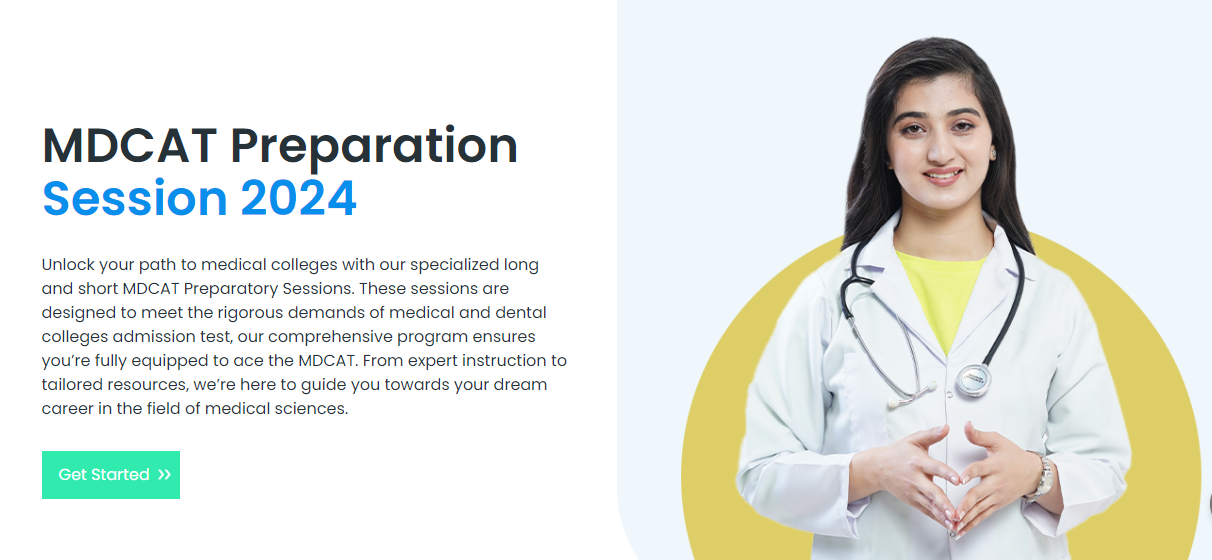 MDCAT Preparation
Session 2024
Unlock your path to medical colleges with our specialized long
and short MDCAT Preparatory Sessions. These sessions are
designed to meet the rigorous demands of medical and dental
colleges admission test, our comprehensive program ensures
you’re fully equipped to ace the MDCAT. From expert instruction to
tailored resources, we’re here to guide you towards your dream
career in the field of medical sciences.
Get Started »